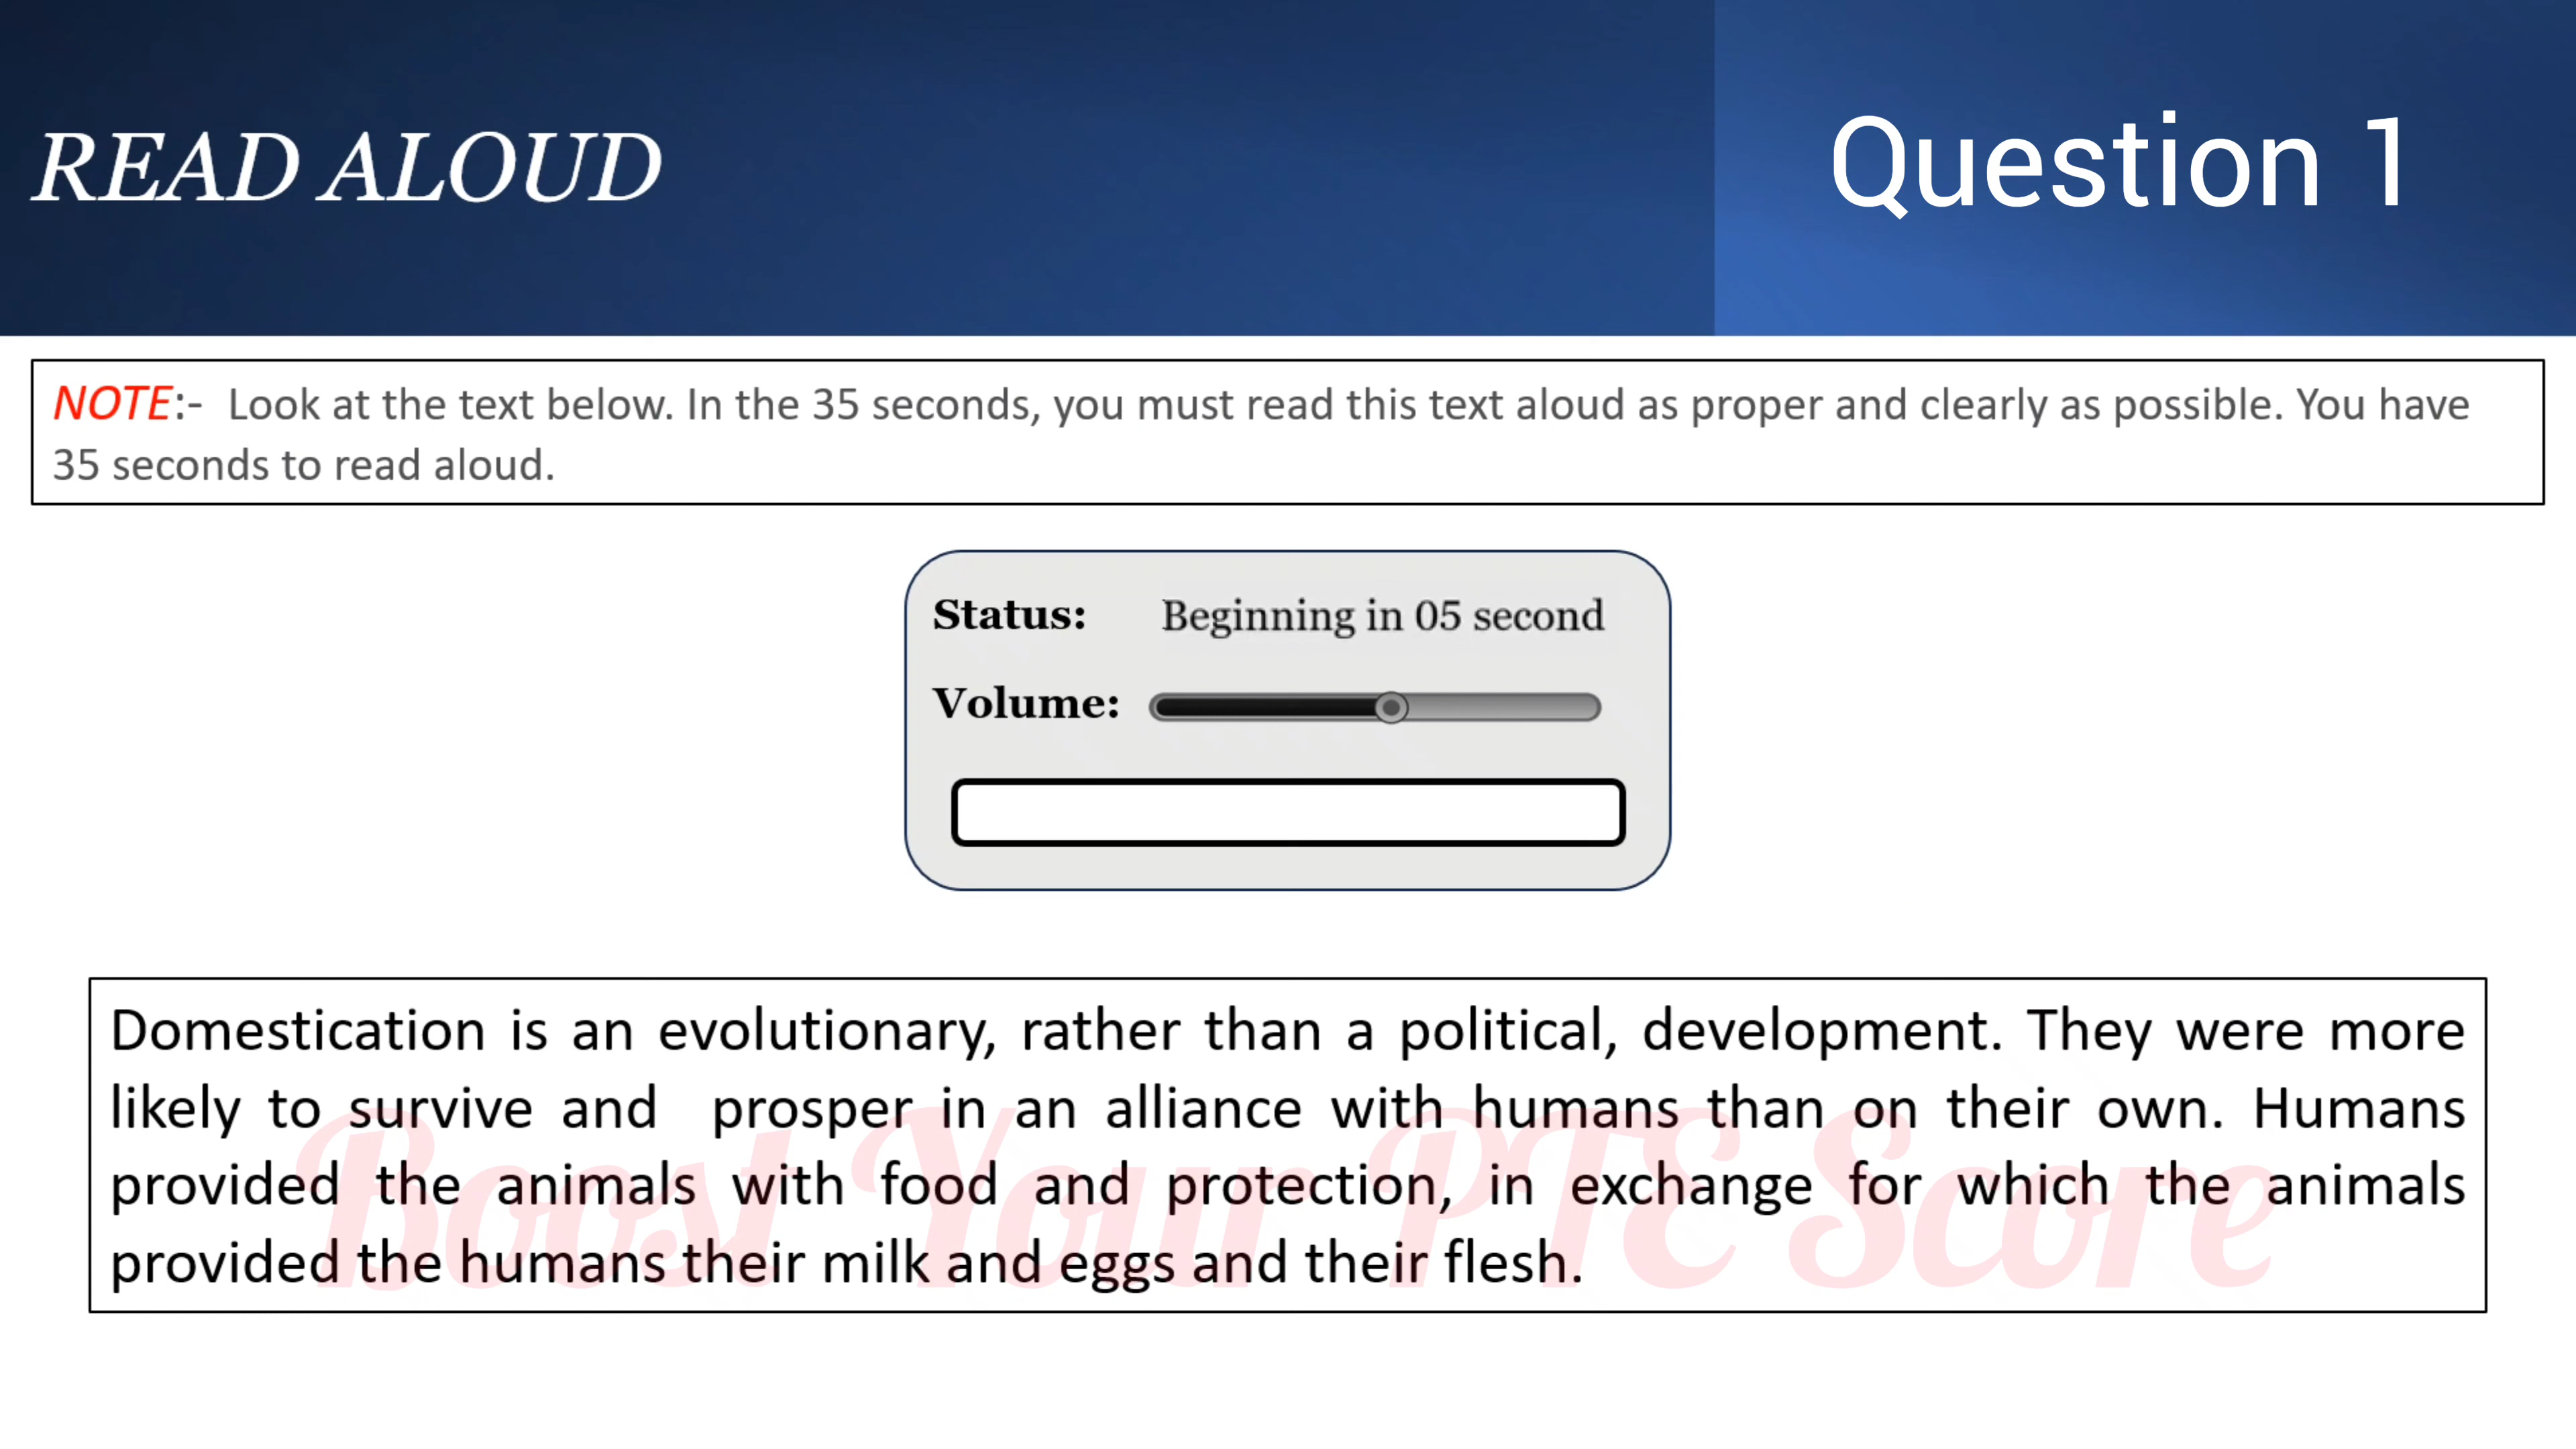 READ ALOUD
Question 1
NOTE:- Look at the text below. In the 35 seconds, you must read this text aloud as proper and clearly as possible. You have
35 seconds to read aloud.
Status: Beginning in 05 second
Volume:
Domestication is an evolutionary, rather than a political, development. They were more
likely to survive and prosper in an alliance with humans than on their own. Humans
provided the animals with food and protection, in exchange for which the animals
provided the humans their milk and eggs and their flesh.
Boost Your PTE Score